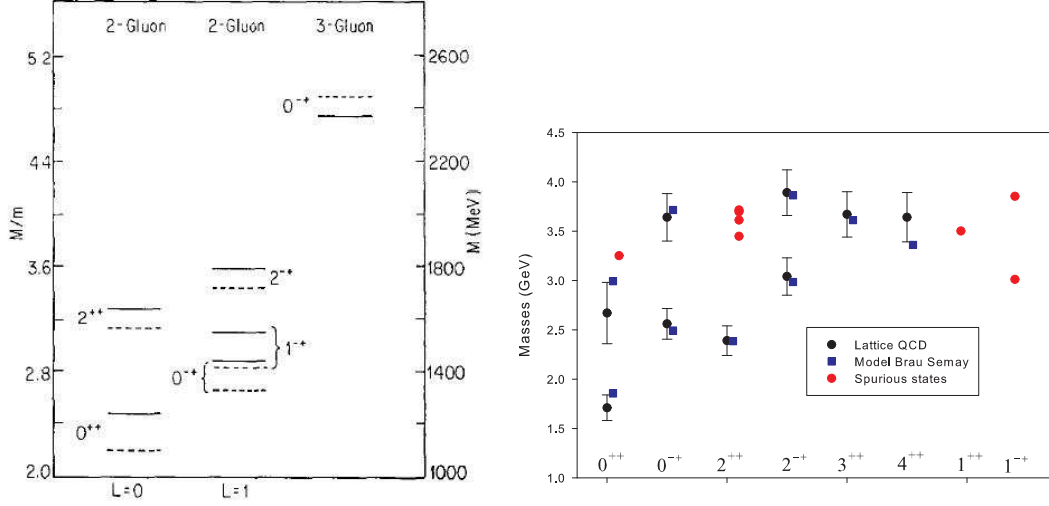 2-Gluon 2-Gluon 3-Gluon
5.2
4.4
3.6
2.8
2.0
M/m
2600
2200
1800
1400
1000
M (MeV)
0⁻⁺
2⁻⁺
2⁺⁺
1⁻⁺
0⁻⁺
0⁺⁺
L=0 L=1
4.5
4.0
3.5
3.0
2.5
2.0
1.5
1.0
Masses (GeV)
Lattice QCD
Model Brau Semay
Spurious states
0⁺⁺ 0⁻⁺ 2⁺⁺ 2⁻⁺ 3⁺⁺ 4⁺⁺ 1⁺⁺ 1⁻⁺